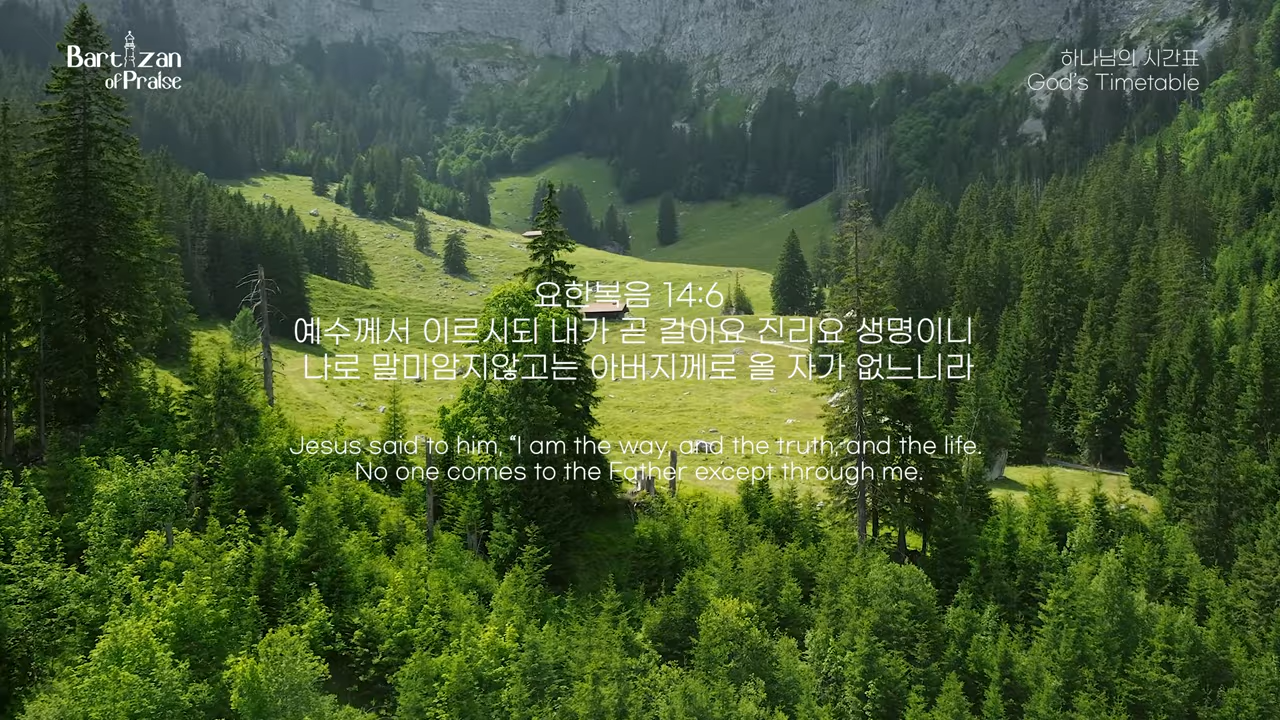 Bartizan
of Praise
하나님의 시간표
God's Timetable
요한복음 14:6
예수께서 이르시되 내가 곧 길이요 진리요 생명이니
나로 말미암지않고는 아버지께로 올 자가 없느니라
Jesus said to him, “I am the way, and the truth, and the life.
No one comes to the Father except through me.